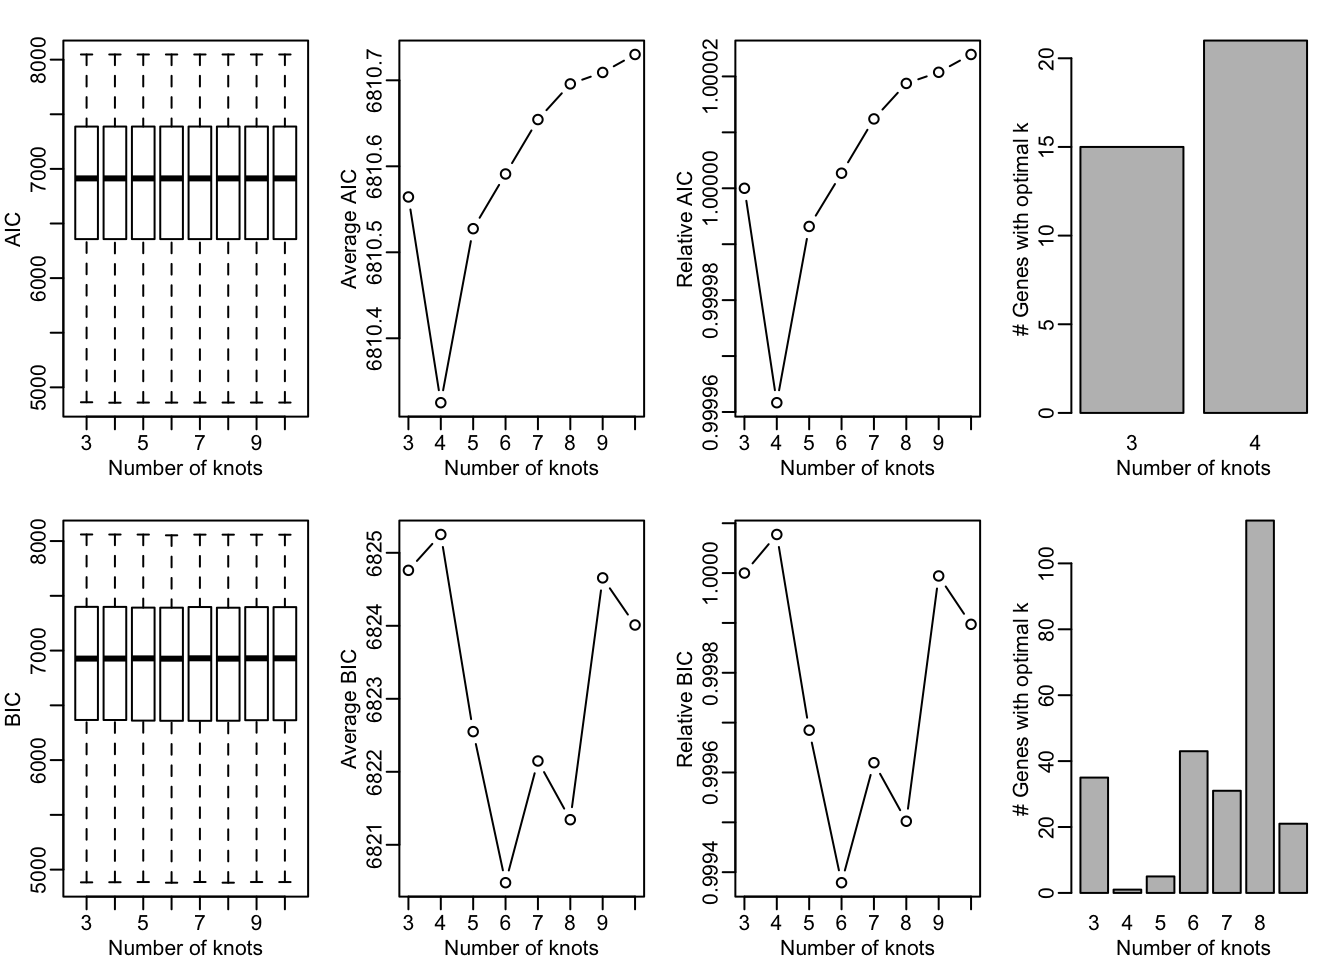 AIC
8000
7000
6000
5000
3 5 7 9
Number of knots
Average AIC
6810.7
6810.6
6810.5
6810.4
3 4 5 6 7 8 9
Number of knots
Relative AIC
1.00002
1.00000
0.99998
0.99996
3 4 5 6 7 8 9
Number of knots
# Genes with optimal k
20
15
10
5
0
3 4
Number of knots
BIC
8000
7000
6000
5000
3 5 7 9
Number of knots
Average BIC
6825
6824
6823
6822
6821
3 4 5 6 7 8 9
Number of knots
Relative BIC
1.0000
0.9998
0.9996
0.9994
3 4 5 6 7 8 9
Number of knots
# Genes with optimal k
100
80
60
40
20
0
3 4 5 6 7 8
Number of knots